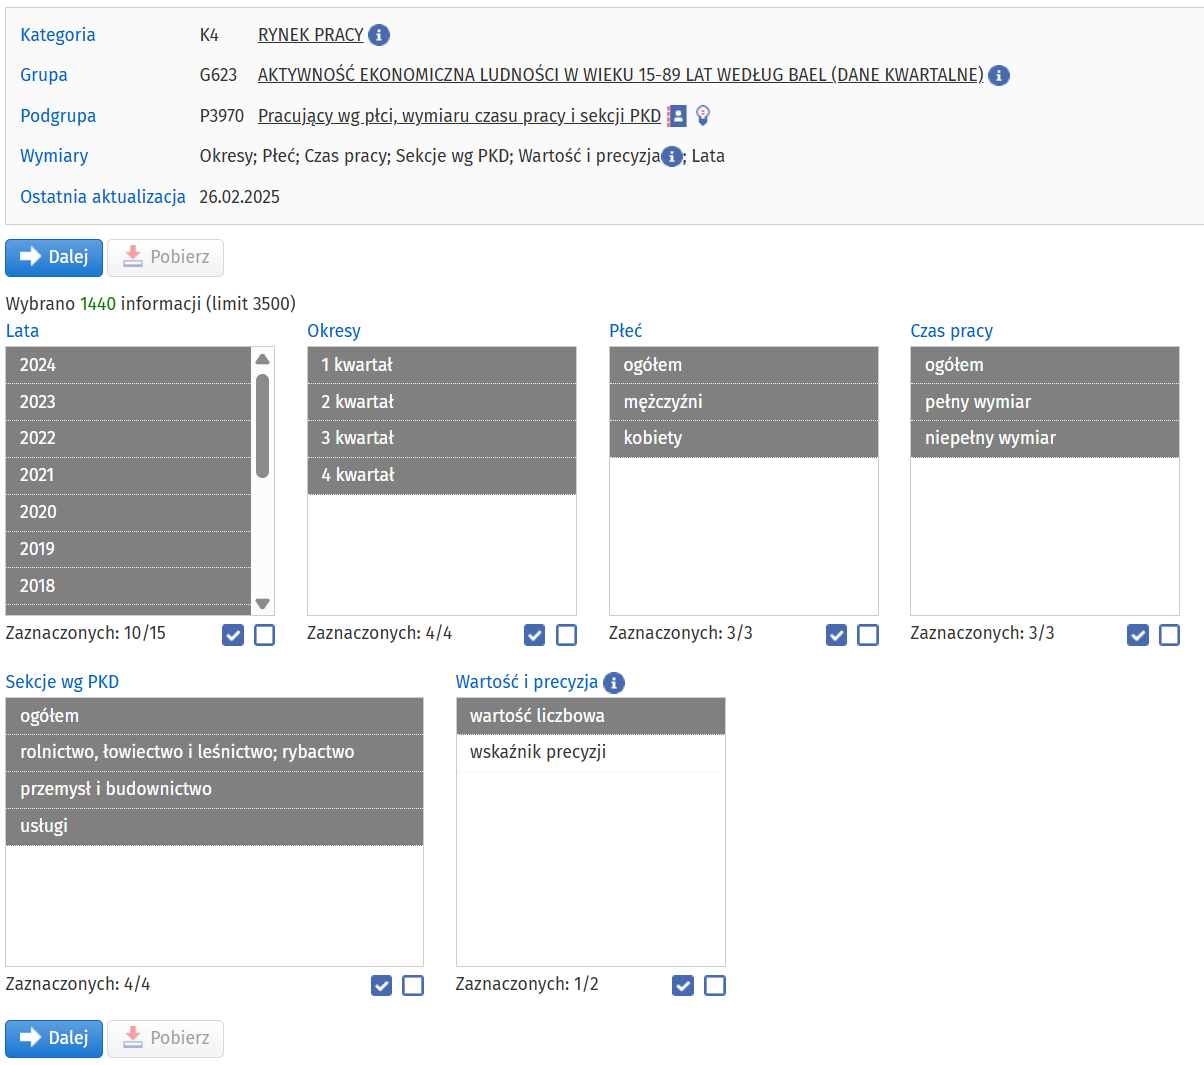 Kategoria K4 RYNEK PRACY
Grupa G623 AKTYWNOŚĆ EKONOMICZNA LUDNOŚCI W WIEKU 15-89 LAT WEDŁUG BAEL (DANE KWARTALNE)
Podgrupa P3970 Pracujący wg płci, wymiaru czasu pracy i sekcji PKD
Wymiary Okresy; Płeć; Czas pracy; Sekcje wg PKD; Wartość i precyzja; Lata
Ostatnia aktualizacja 26.02.2025
Dalej Pobierz
Wybrano 1440 informacji (limit 3500)
Lata
2024
2023
2022
2021
2020
2019
2018
Zaznaczonych: 10/15
Okresy
1 kwartał
2 kwartał
3 kwartał
4 kwartał
Zaznaczonych: 4/4
Płeć
ogółem
mężczyźni
kobiety
Zaznaczonych: 3/3
Czas pracy
ogółem
pełny wymiar
niepełny wymiar
Zaznaczonych: 3/3
Sekcje wg PKD
ogółem
rolnictwo, łowiectwo i leśnictwo; rybactwo
przemysł i budownictwo
usługi
Zaznaczonych: 4/4
Wartość i precyzja
wartość liczbowa
wskaźnik precyzji
Zaznaczonych: 1/2
Dalej Pobierz